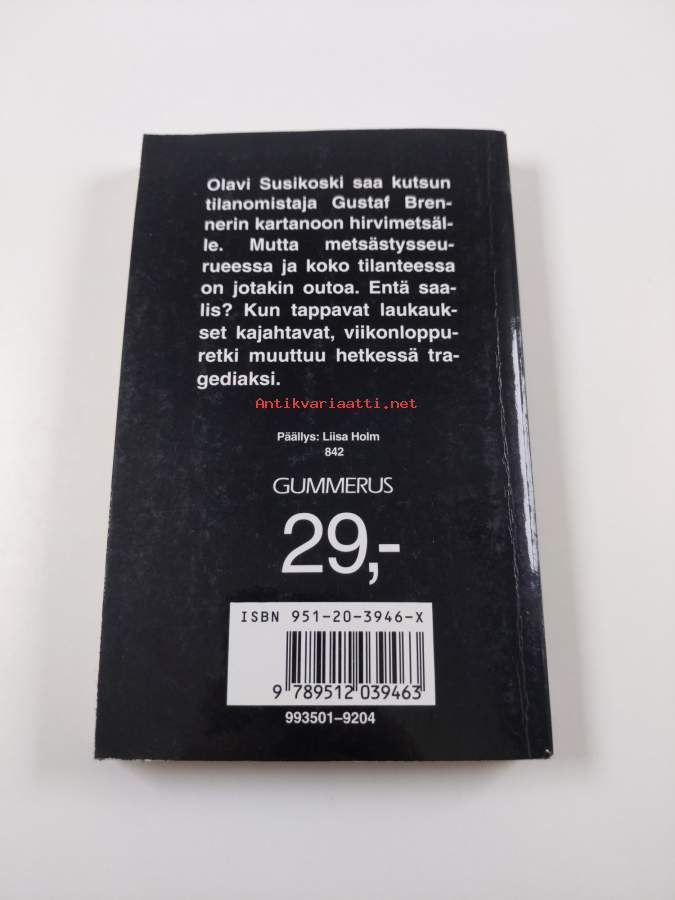 Olavi Susikoski saa kutsun
tilanomistaja Gustaf Bren-
nerin kartanoon hirvimetsäl-
le. Mutta metsästysseu-
rueessa ja koko tilanteessa
on jotakin outoa. Entä saa-
lis? Kun tappavat laukauk-
set kajahtavat, viikonloppu-
retki muuttuu hetkessä tra-
gediaksi.
Antikvariaatti.net
Päällys: Liisa Holm
842
GUMMERUS
29,-
ISBN 951-20-3946-X
9 789512 039463
993501-9204